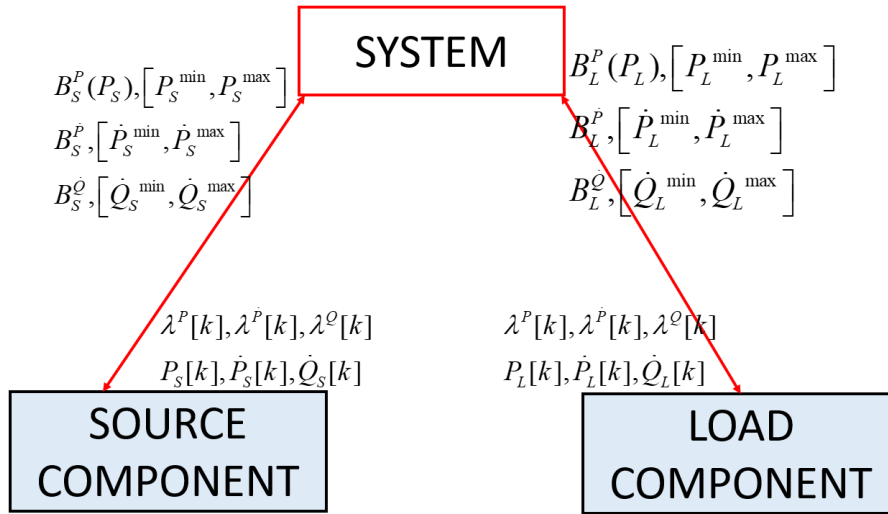 SYSTEM
B_S^P(P_S),[P_S^min,P_S^max]
B_S^Ṗ,[Ṗ_S^min,Ṗ_S^max]
B_S^Q̇,[Q̇_S^min,Q̇_S^max]
B_L^P(P_L),[P_L^min,P_L^max]
B_L^Ṗ,[Ṗ_L^min,Ṗ_L^max]
B_L^Q̇,[Q̇_L^min,Q̇_L^max]
λ^P[k],λ^Ṗ[k],λ^Q[k]
P_S[k],Ṗ_S[k],Q̇_S[k]
λ^P[k],λ^Ṗ[k],λ^Q[k]
P_L[k],Ṗ_L[k],Q̇_L[k]
SOURCE
COMPONENT
LOAD
COMPONENT